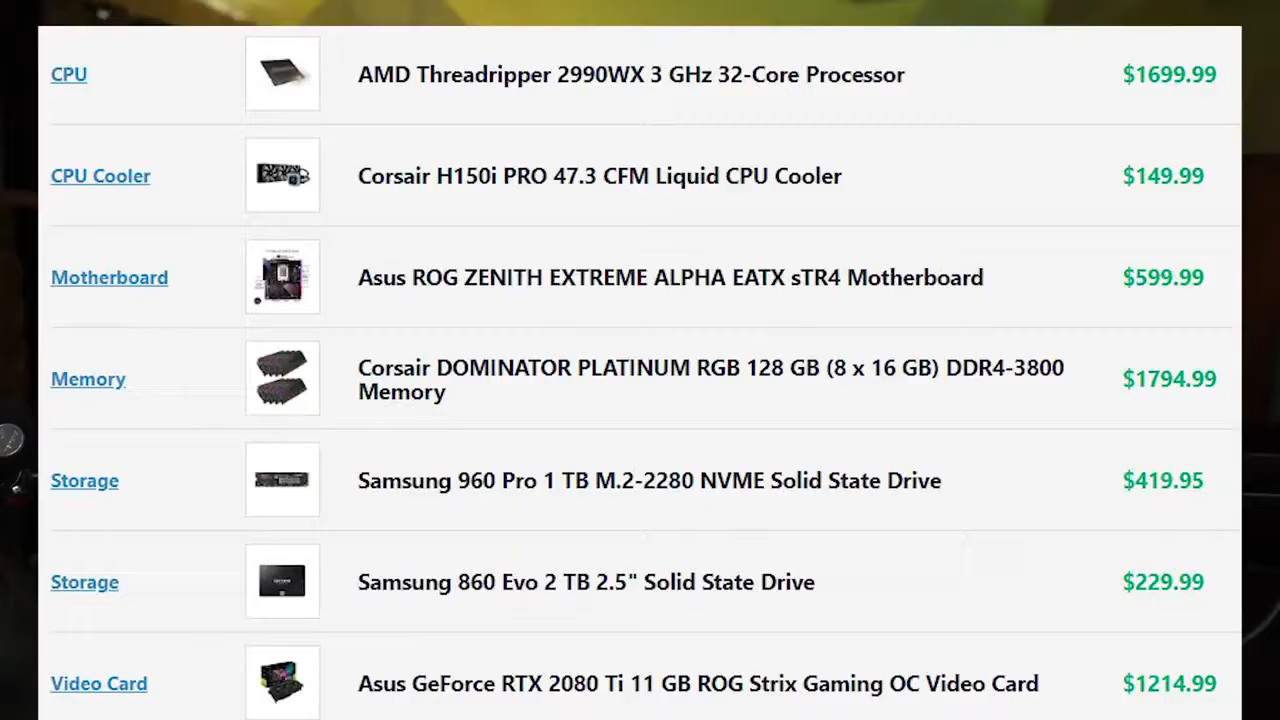 CPU
AMD Threadripper 2990WX 3 GHz 32-Core Processor
$1699.99
CPU Cooler
Corsair H150i PRO 47.3 CFM Liquid CPU Cooler
$149.99
Motherboard
Asus ROG ZENITH EXTREME ALPHA EATX sTR4 Motherboard
$599.99
Memory
Corsair DOMINATOR PLATINUM RGB 128 GB (8 x 16 GB) DDR4-3800
Memory
$1794.99
Storage
Samsung 960 Pro 1 TB M.2-2280 NVME Solid State Drive
$419.95
Storage
Samsung 860 Evo 2 TB 2.5" Solid State Drive
$229.99
Video Card
Asus GeForce RTX 2080 Ti 11 GB ROG Strix Gaming OC Video Card
$1214.99